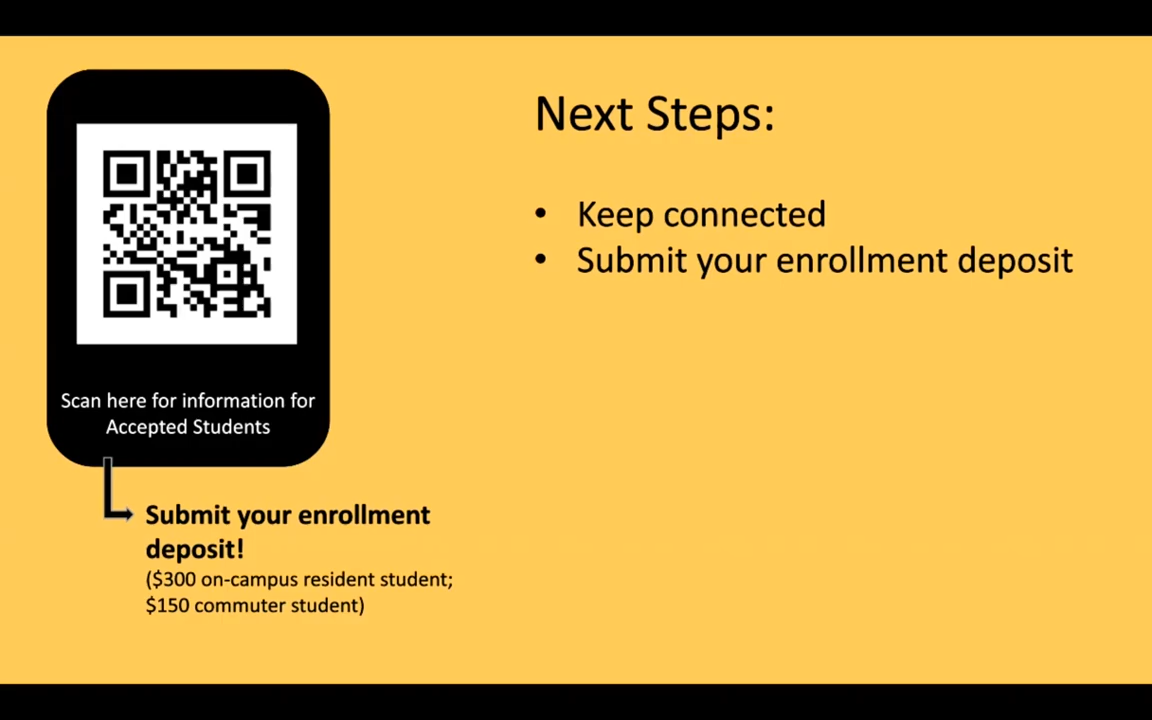 Next Steps:
• Keep connected
• Submit your enrollment deposit
Scan here for information for
Accepted Students
Submit your enrollment
deposit!
($300 on-campus resident student;
$150 commuter student)